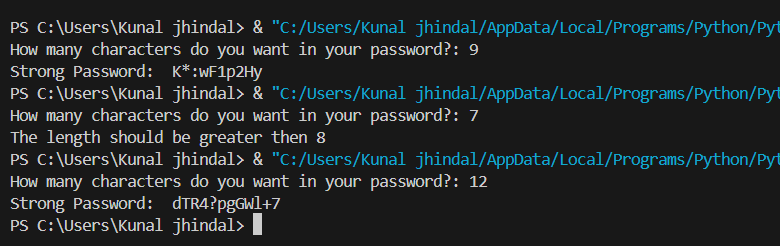 PS C:\Users\Kunal jhindal> & "C:/Users/Kunal jhindal/AppData/Local/Programs/Python/Pyt
How many characters do you want in your password?: 9
Strong Password:  K*:wF1p2Hy
PS C:\Users\Kunal jhindal> & "C:/Users/Kunal jhindal/AppData/Local/Programs/Python/Pyt
How many characters do you want in your password?: 7
The length should be greater then 8
PS C:\Users\Kunal jhindal> & "C:/Users/Kunal jhindal/AppData/Local/Programs/Python/Pyt
How many characters do you want in your password?: 12
Strong Password:  dTR4?pgGWl+7
PS C:\Users\Kunal jhindal>